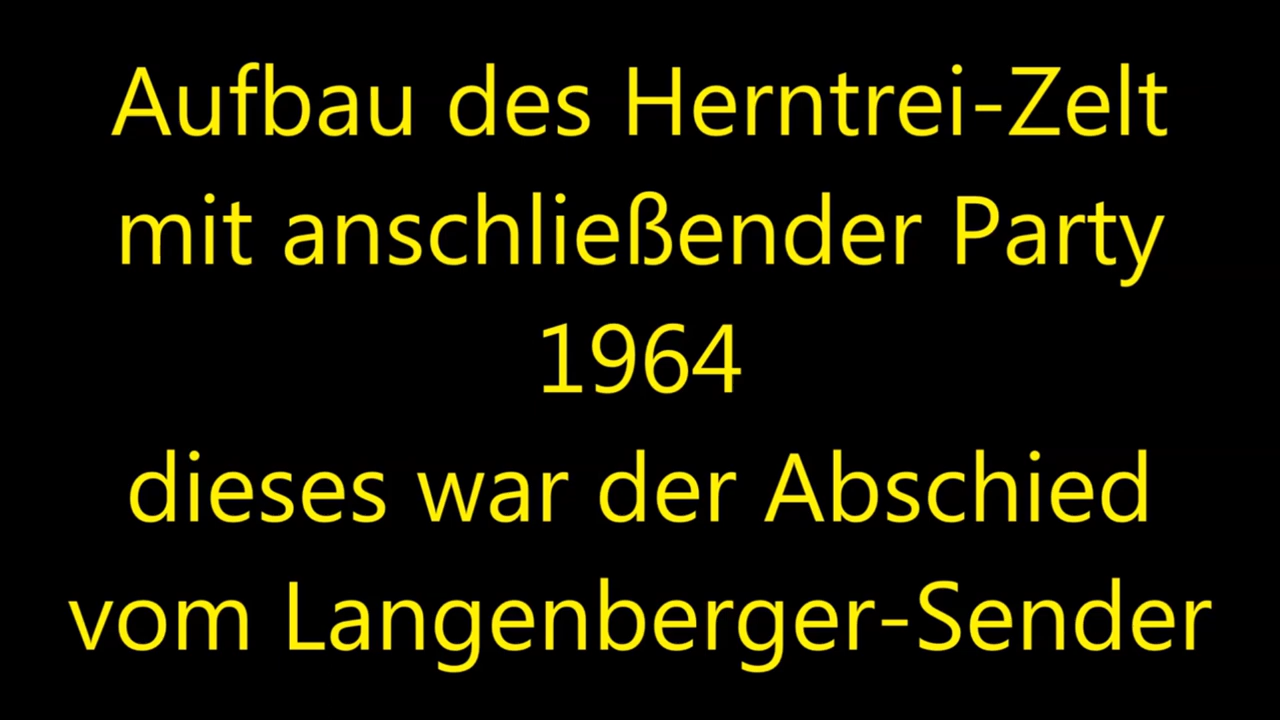 Aufbau des Herntrei-Zelt
mit anschließender Party
1964
dieses war der Abschied
vom Langenberger-Sender